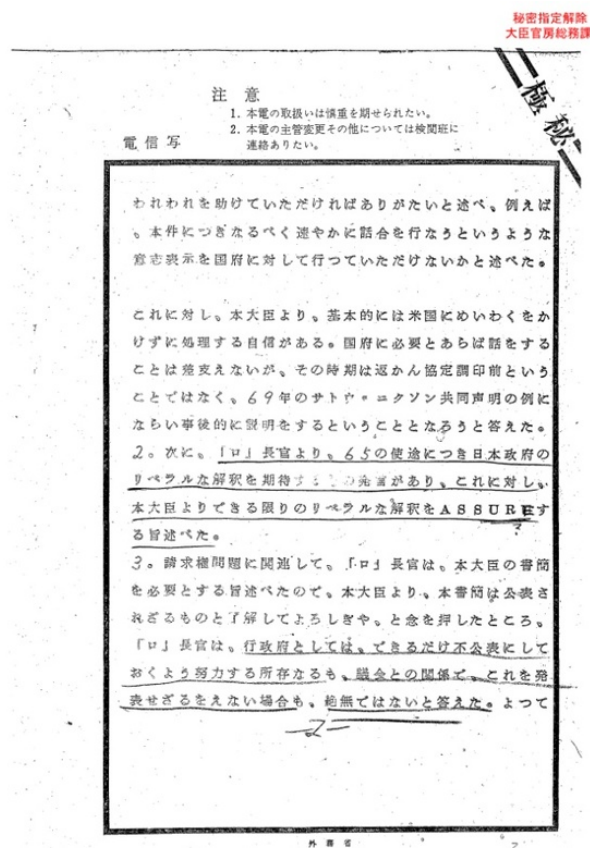 秘密指定解除
大臣官房総務課
極秘
注意
1. 本電の取扱いは慎重を期せられたい。
2. 本電の主管変更その他については検閲班に
連絡ありたい。
電信写
われわれを助けていただければありがたいと述べ、例えば
、本件につきなるべく速やかに話合を行なうというような
意志表示を国府に対して行つていただけないかと述べた。
これに対し、本大臣より、基本的には米国にめいわくをか
けずに処理する自信がある。国府に必要とあらば話をする
ことは差支えないが、その時期は返かん協定調印前という
ことではなく、69年のサトウ・ニクソン共同声明の例に
ならい事後的に説明をするということとなろうと答えた。
2。次に、「ロ」長官より、65の使途につき日本政府の
リベラルな解釈を期待するとの発言があり、これに対し、
本大臣よりできる限りのリベラルな解釈をASSUREす
る旨述べた。
3。請求権問題に関連して、「ロ」長官は、本大臣の書簡
を必要とする旨述べたので、本大臣より、本書簡は公表さ
れざるものと了解してよろしきや、と念を押したところ、
「ロ」長官は、行政府としては、できるだけ不公表にして
おくよう努力する所存なるも、議会との関係で、これを発
表せざるをえない場合も、絶無ではないと答えた。よつて
-2-
外務省